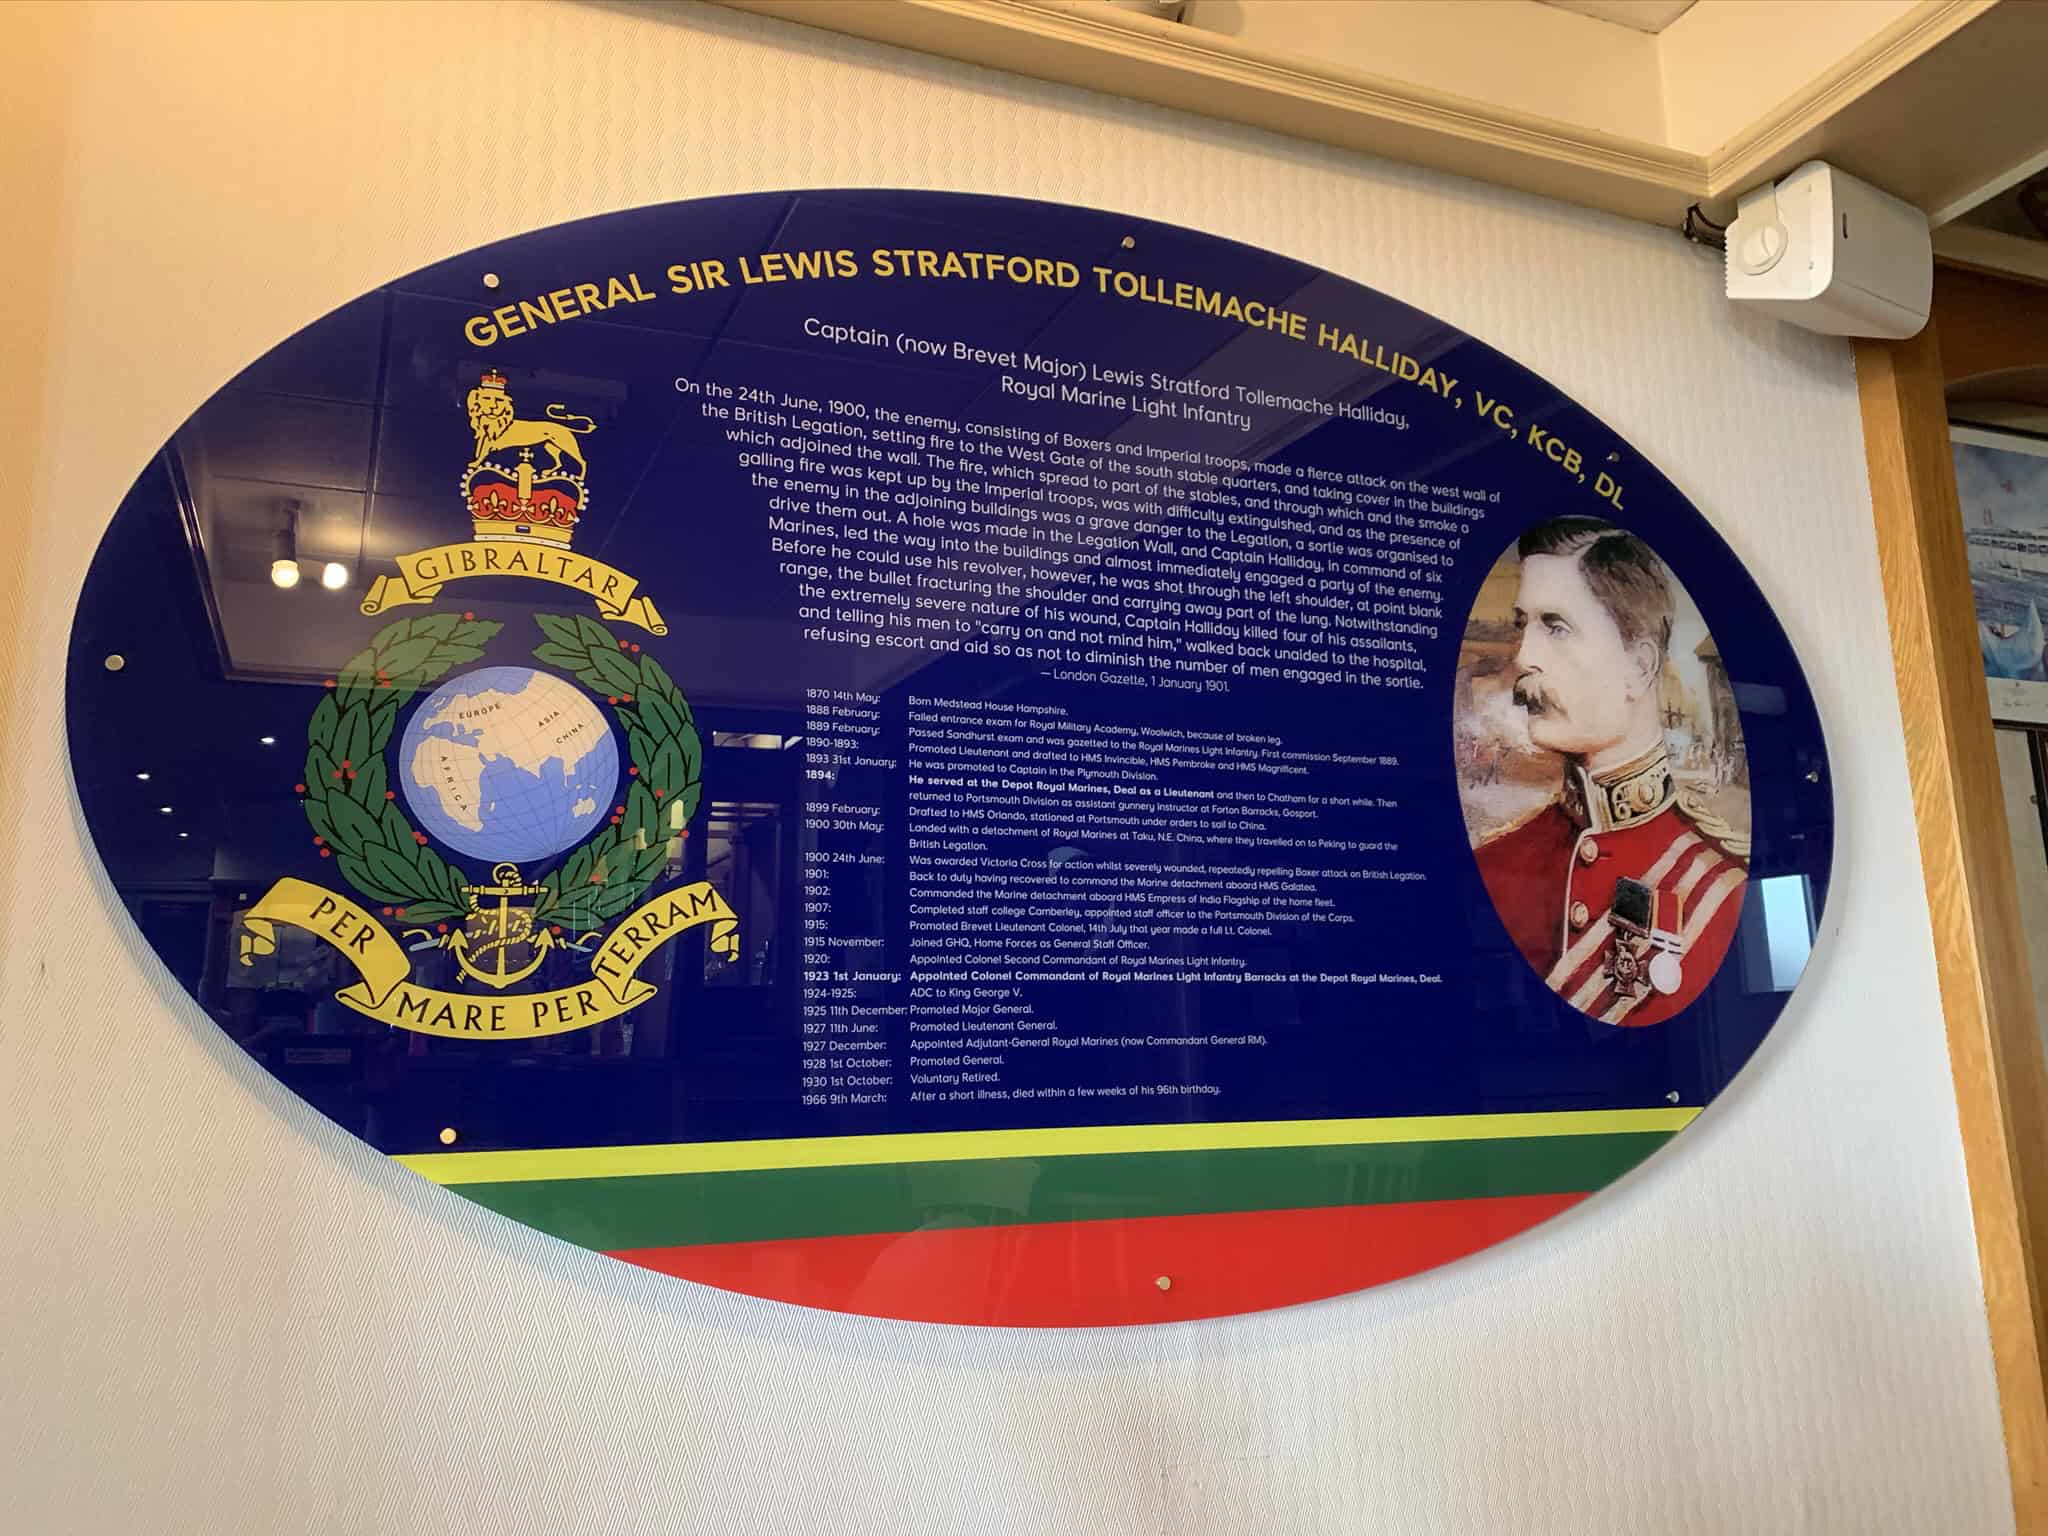 GENERAL SIR LEWIS STRATFORD TOLLEMACHE HALLIDAY, VC, KCB, DL
Captain (now Brevet Major) Lewis Stratford Tollemache Halliday,
Royal Marine Light Infantry
On the 24th June, 1900, the enemy, consisting of Boxers and Imperial troops, made a fierce attack on the west wall of
the British Legation, setting fire to the West Gate of the south stable quarters, and taking cover in the buildings
which adjoined the wall. The fire, which spread to part of the stables, and through which and the smoke a
galling fire was kept up by the Imperial troops, was with difficulty extinguished, and as the presence of
the enemy in the adjoining buildings was a grave danger to the Legation, a sortie was organised to
drive them out. A hole was made in the Legation Wall, and Captain Halliday, in command of six
Marines, led the way into the buildings and almost immediately engaged a party of the enemy.
Before he could use his revolver, however, he was shot through the left shoulder, at point blank
range, the bullet fracturing the shoulder and carrying away part of the lung. Notwithstanding
the extremely severe nature of his wound, Captain Halliday killed four of his assailants,
and telling his men to "carry on and not mind him," walked back unaided to the hospital,
refusing escort and aid so as not to diminish the number of men engaged in the sortie.
— London Gazette, 1 January 1901.
GIBRALTAR
EUROPE
ASIA
CHINA
AFRICA
PER MARE PER TERRAM
1870 14th May: Born Medstead House Hampshire.
1888 February: Failed entrance exam for Royal Military Academy, Woolwich, because of broken leg.
1889 February: Passed Sandhurst exam and was gazetted to the Royal Marines Light Infantry. First commission September 1889.
1890-1893: Promoted Lieutenant and drafted to HMS Invincible, HMS Pembroke and HMS Magnificent.
1893 31st January: He was promoted to Captain in the Plymouth Division.
1894: He served at the Depot Royal Marines, Deal as a Lieutenant and then to Chatham for a short while. Then
returned to Portsmouth Division as assistant gunnery instructor at Forton Barracks, Gosport.
1899 February: Drafted to HMS Orlando, stationed at Portsmouth under orders to sail to China.
1900 30th May: Landed with a detachment of Royal Marines at Taku, N.E. China, where they travelled on to Peking to guard the
British Legation.
1900 24th June: Was awarded Victoria Cross for action whilst severely wounded, repeatedly repelling Boxer attack on British Legation.
1901: Back to duty having recovered to command the Marine detachment aboard HMS Galatea.
1902: Commanded the Marine detachment aboard HMS Empress of India Flagship of the home fleet.
1907: Completed staff college Camberley, appointed staff officer to the Portsmouth Division of the Corps.
1915: Promoted Brevet Lieutenant Colonel, 14th July that year made a full Lt. Colonel.
1915 November: Joined GHQ, Home Forces as General Staff Officer.
1920: Appointed Colonel Second Commandant of Royal Marines Light Infantry.
1923 1st January: Appointed Colonel Commandant of Royal Marines Light Infantry Barracks at the Depot Royal Marines, Deal.
1924-1925: ADC to King George V.
1925 11th December: Promoted Major General.
1927 11th June: Promoted Lieutenant General.
1927 December: Appointed Adjutant-General Royal Marines (now Commandant General RM).
1928 1st October: Promoted General.
1930 1st October: Voluntary Retired.
1966 9th March: After a short illness, died within a few weeks of his 96th birthday.